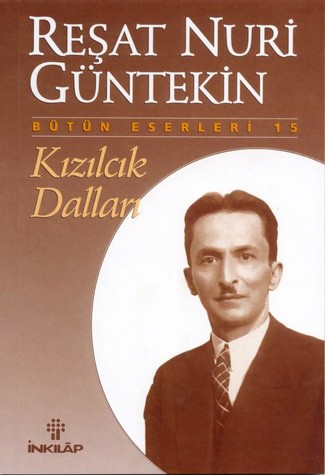 REŞAT NURİ
GÜNTEKİN
BÜTÜN ESERLERİ 15
Kızılcık
Dalları
İNKILÂP